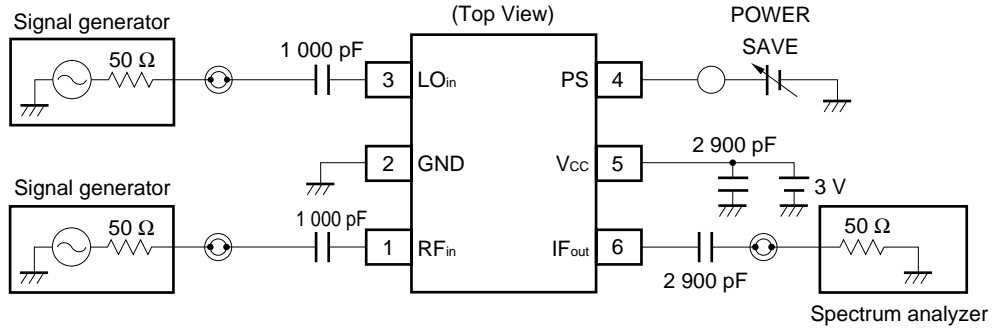 (Top View)
Signal generator
50 Ω
1 000 pF
3
LOin
PS
4
POWER
SAVE
2
GND
VCC
5
2 900 pF
3 V
Signal generator
50 Ω
1 000 pF
1
RFin
IFout
6
2 900 pF
50 Ω
Spectrum analyzer